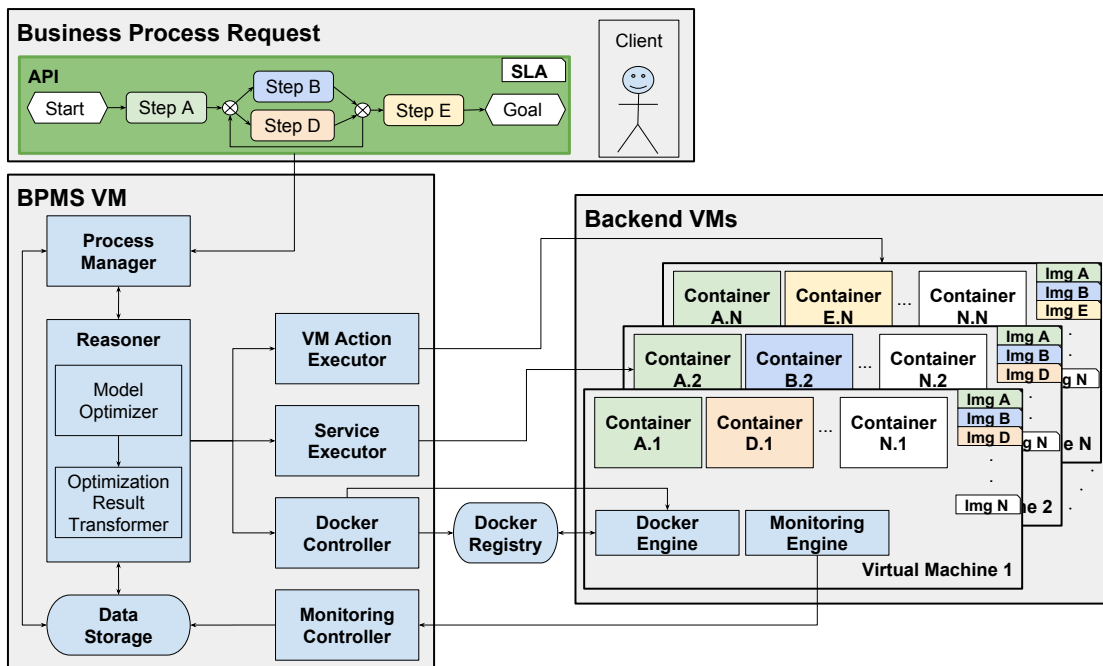 Business Process Request
Client
API
SLA
Start
Step A
Step B
Step D
Step E
Goal
BPMS VM
Process
Manager
Reasoner
Model
Optimizer
Optimization
Result
Transformer
Data
Storage
VM Action
Executor
Service
Executor
Docker
Controller
Monitoring
Controller
Docker
Registry
Backend VMs
Container
A.N
Container
E.N
...
Container
N.N
Img A
Img B
Img E
g N
e N
Container
A.2
Container
B.2
...
Container
N.2
Img A
Img B
Img D
mg N
ne 2
Container
A.1
Container
D.1
...
Container
N.1
Img A
Img B
Img D
Img N
Docker
Engine
Monitoring
Engine
Virtual Machine 1